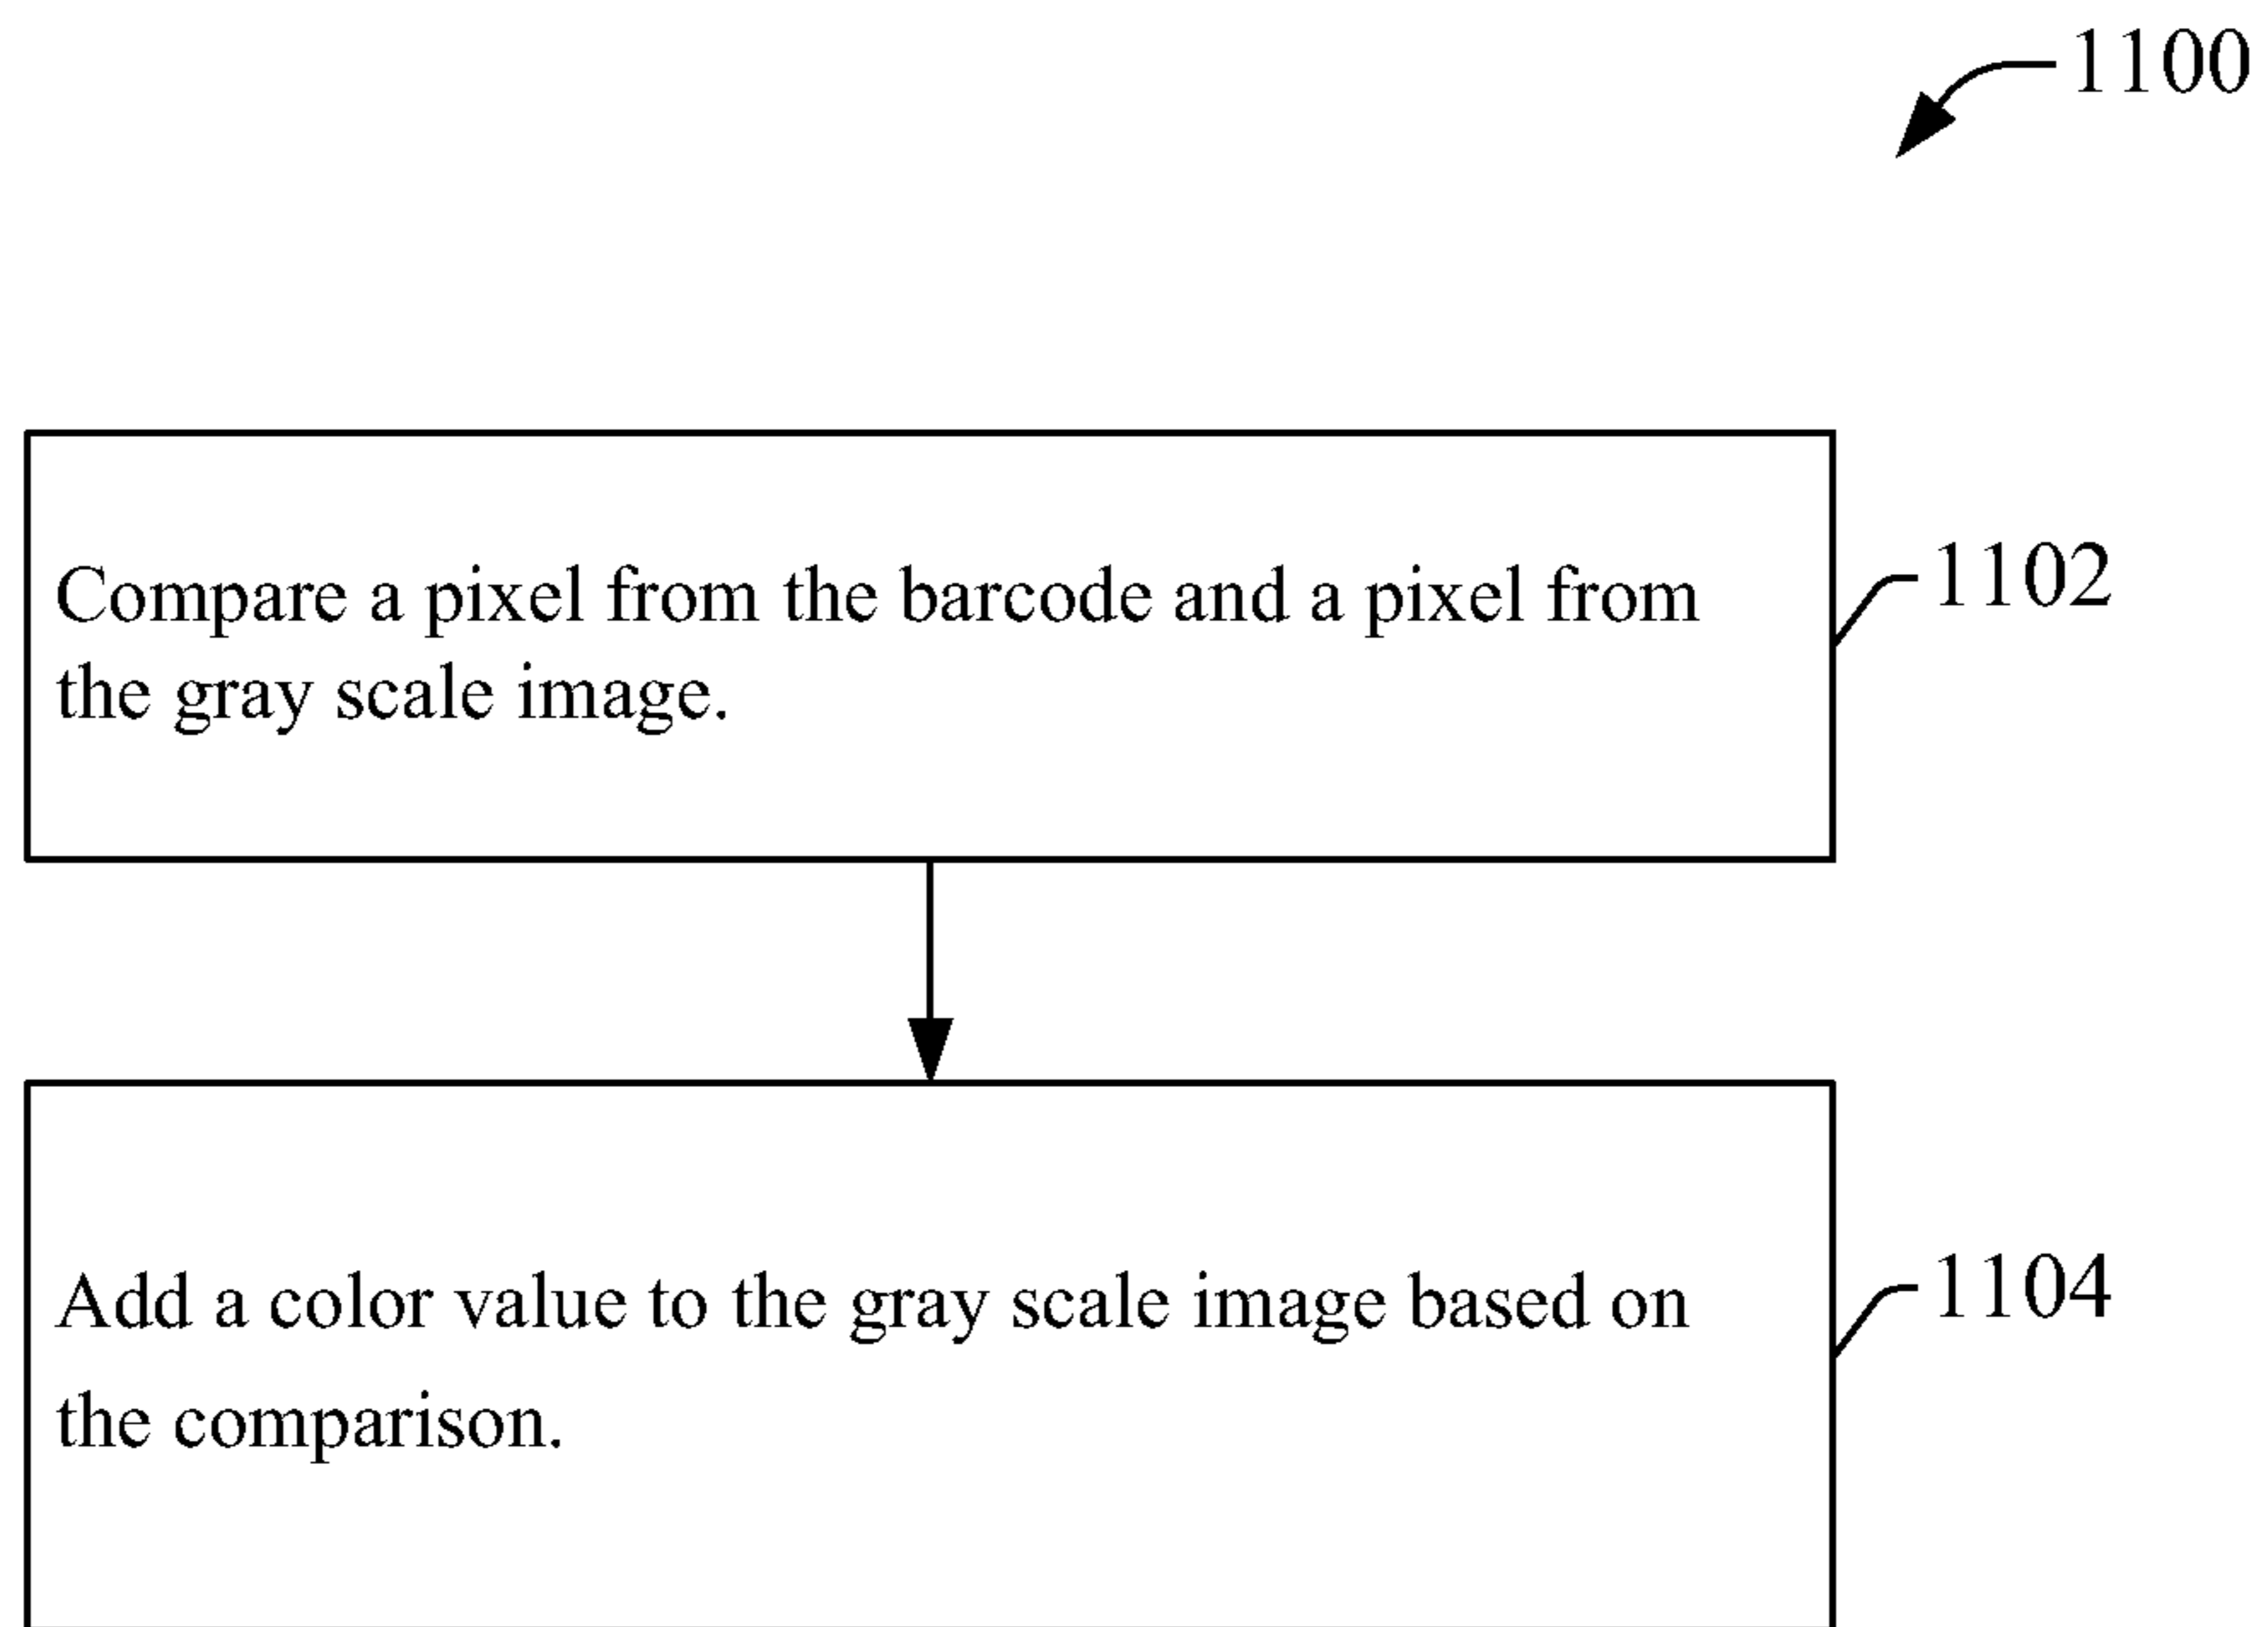 1100
Compare a pixel from the barcode and a pixel from
the gray scale image.
1102
Add a color value to the gray scale image based on
the comparison.
1104